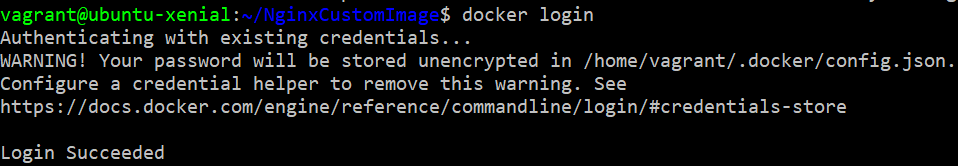 vagrant@ubuntu-xenial:~/NginxCustomImage$ docker login
Authenticating with existing credentials...
WARNING! Your password will be stored unencrypted in /home/vagrant/.docker/config.json.
Configure a credential helper to remove this warning. See
https://docs.docker.com/engine/reference/commandline/login/#credentials-store
Login Succeeded